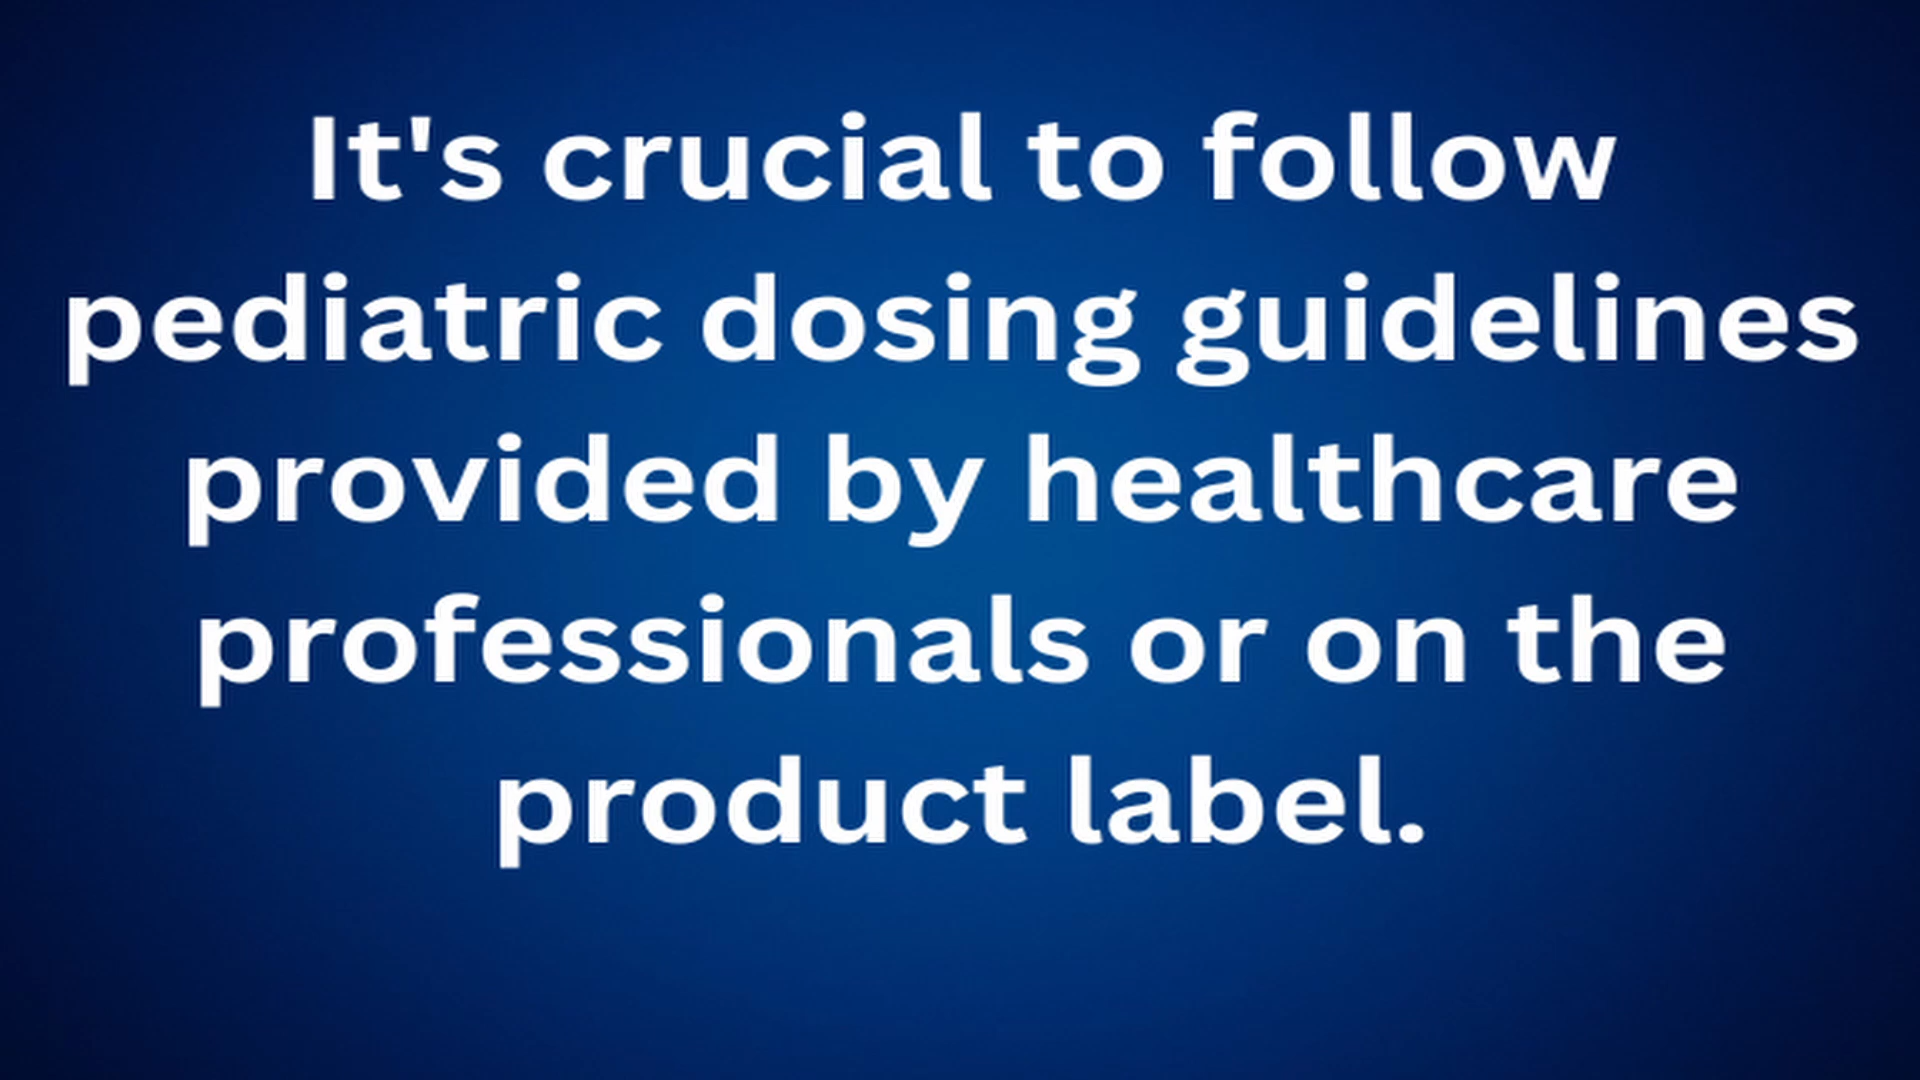 It's crucial to follow
pediatric dosing guidelines
provided by healthcare
professionals or on the
product label.